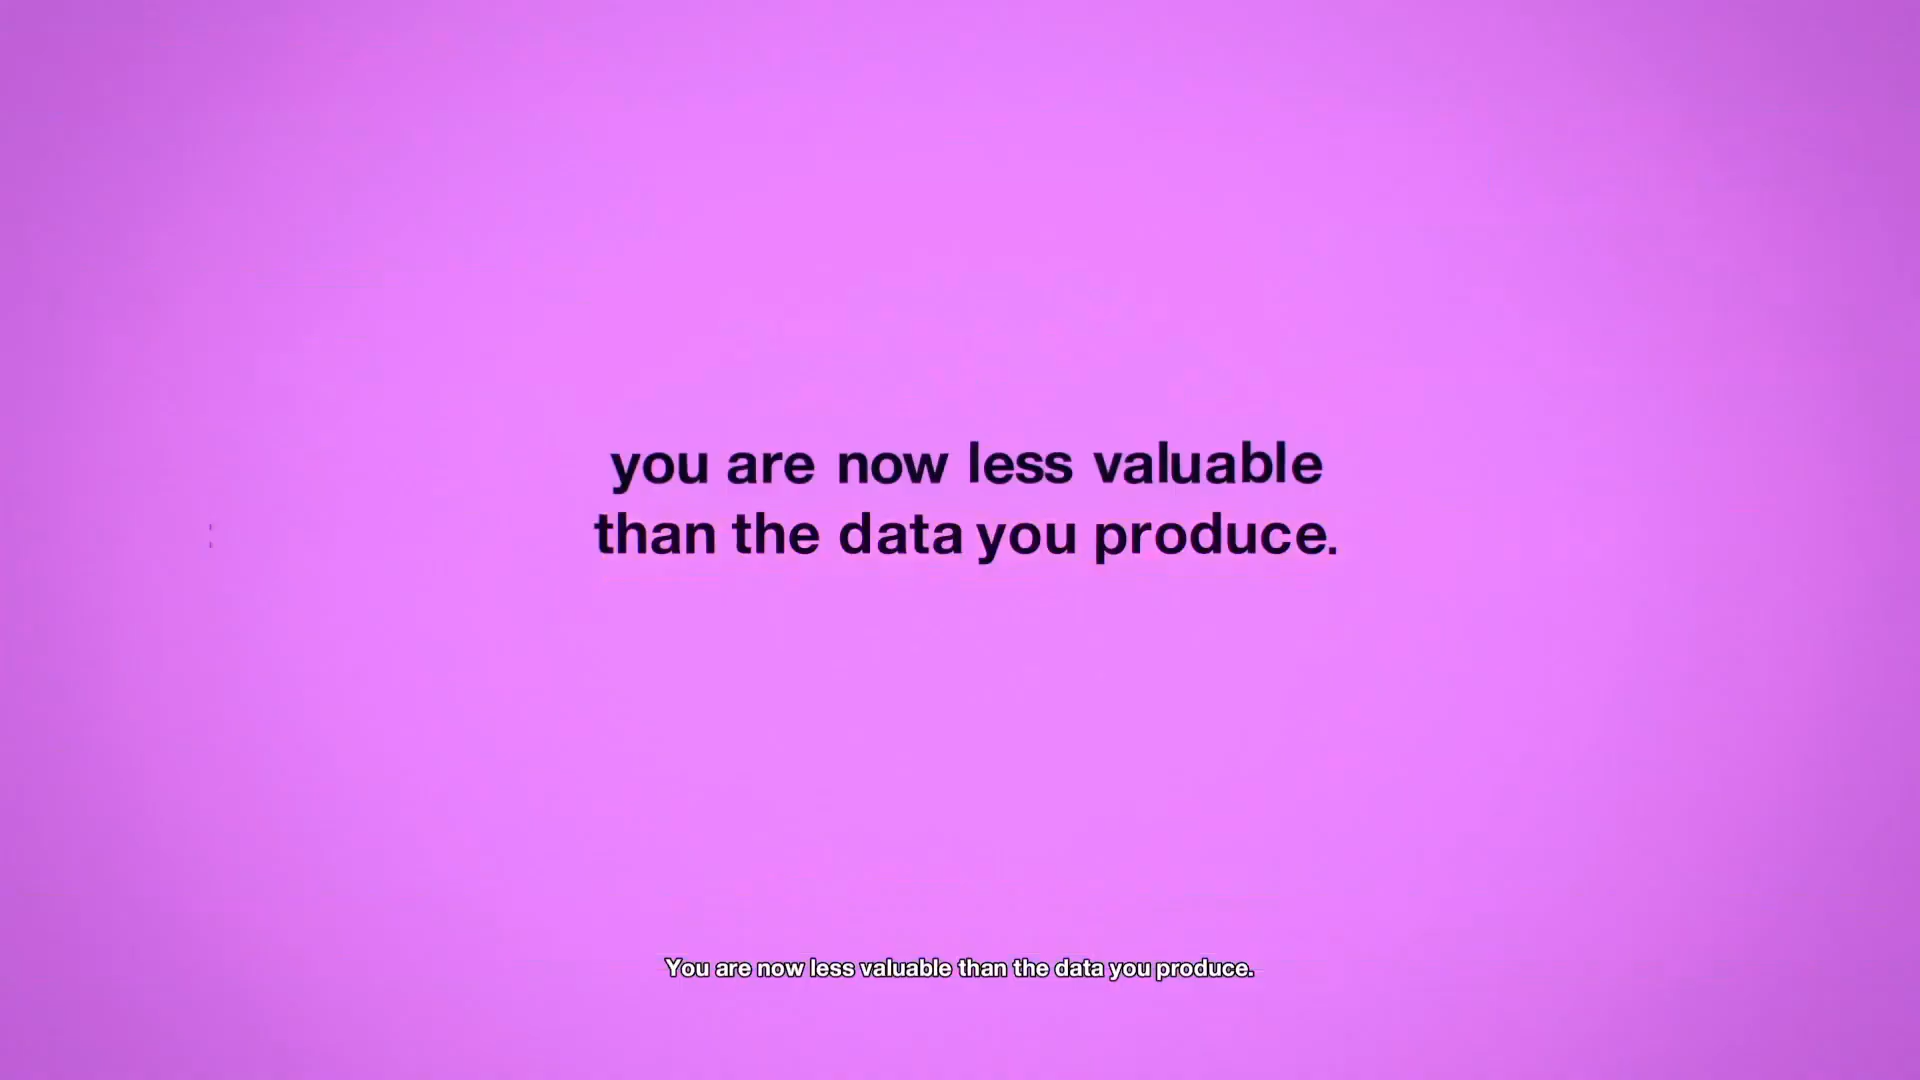 you are now less valuable
than the data you produce.
You are now less valuable than the data you produce.